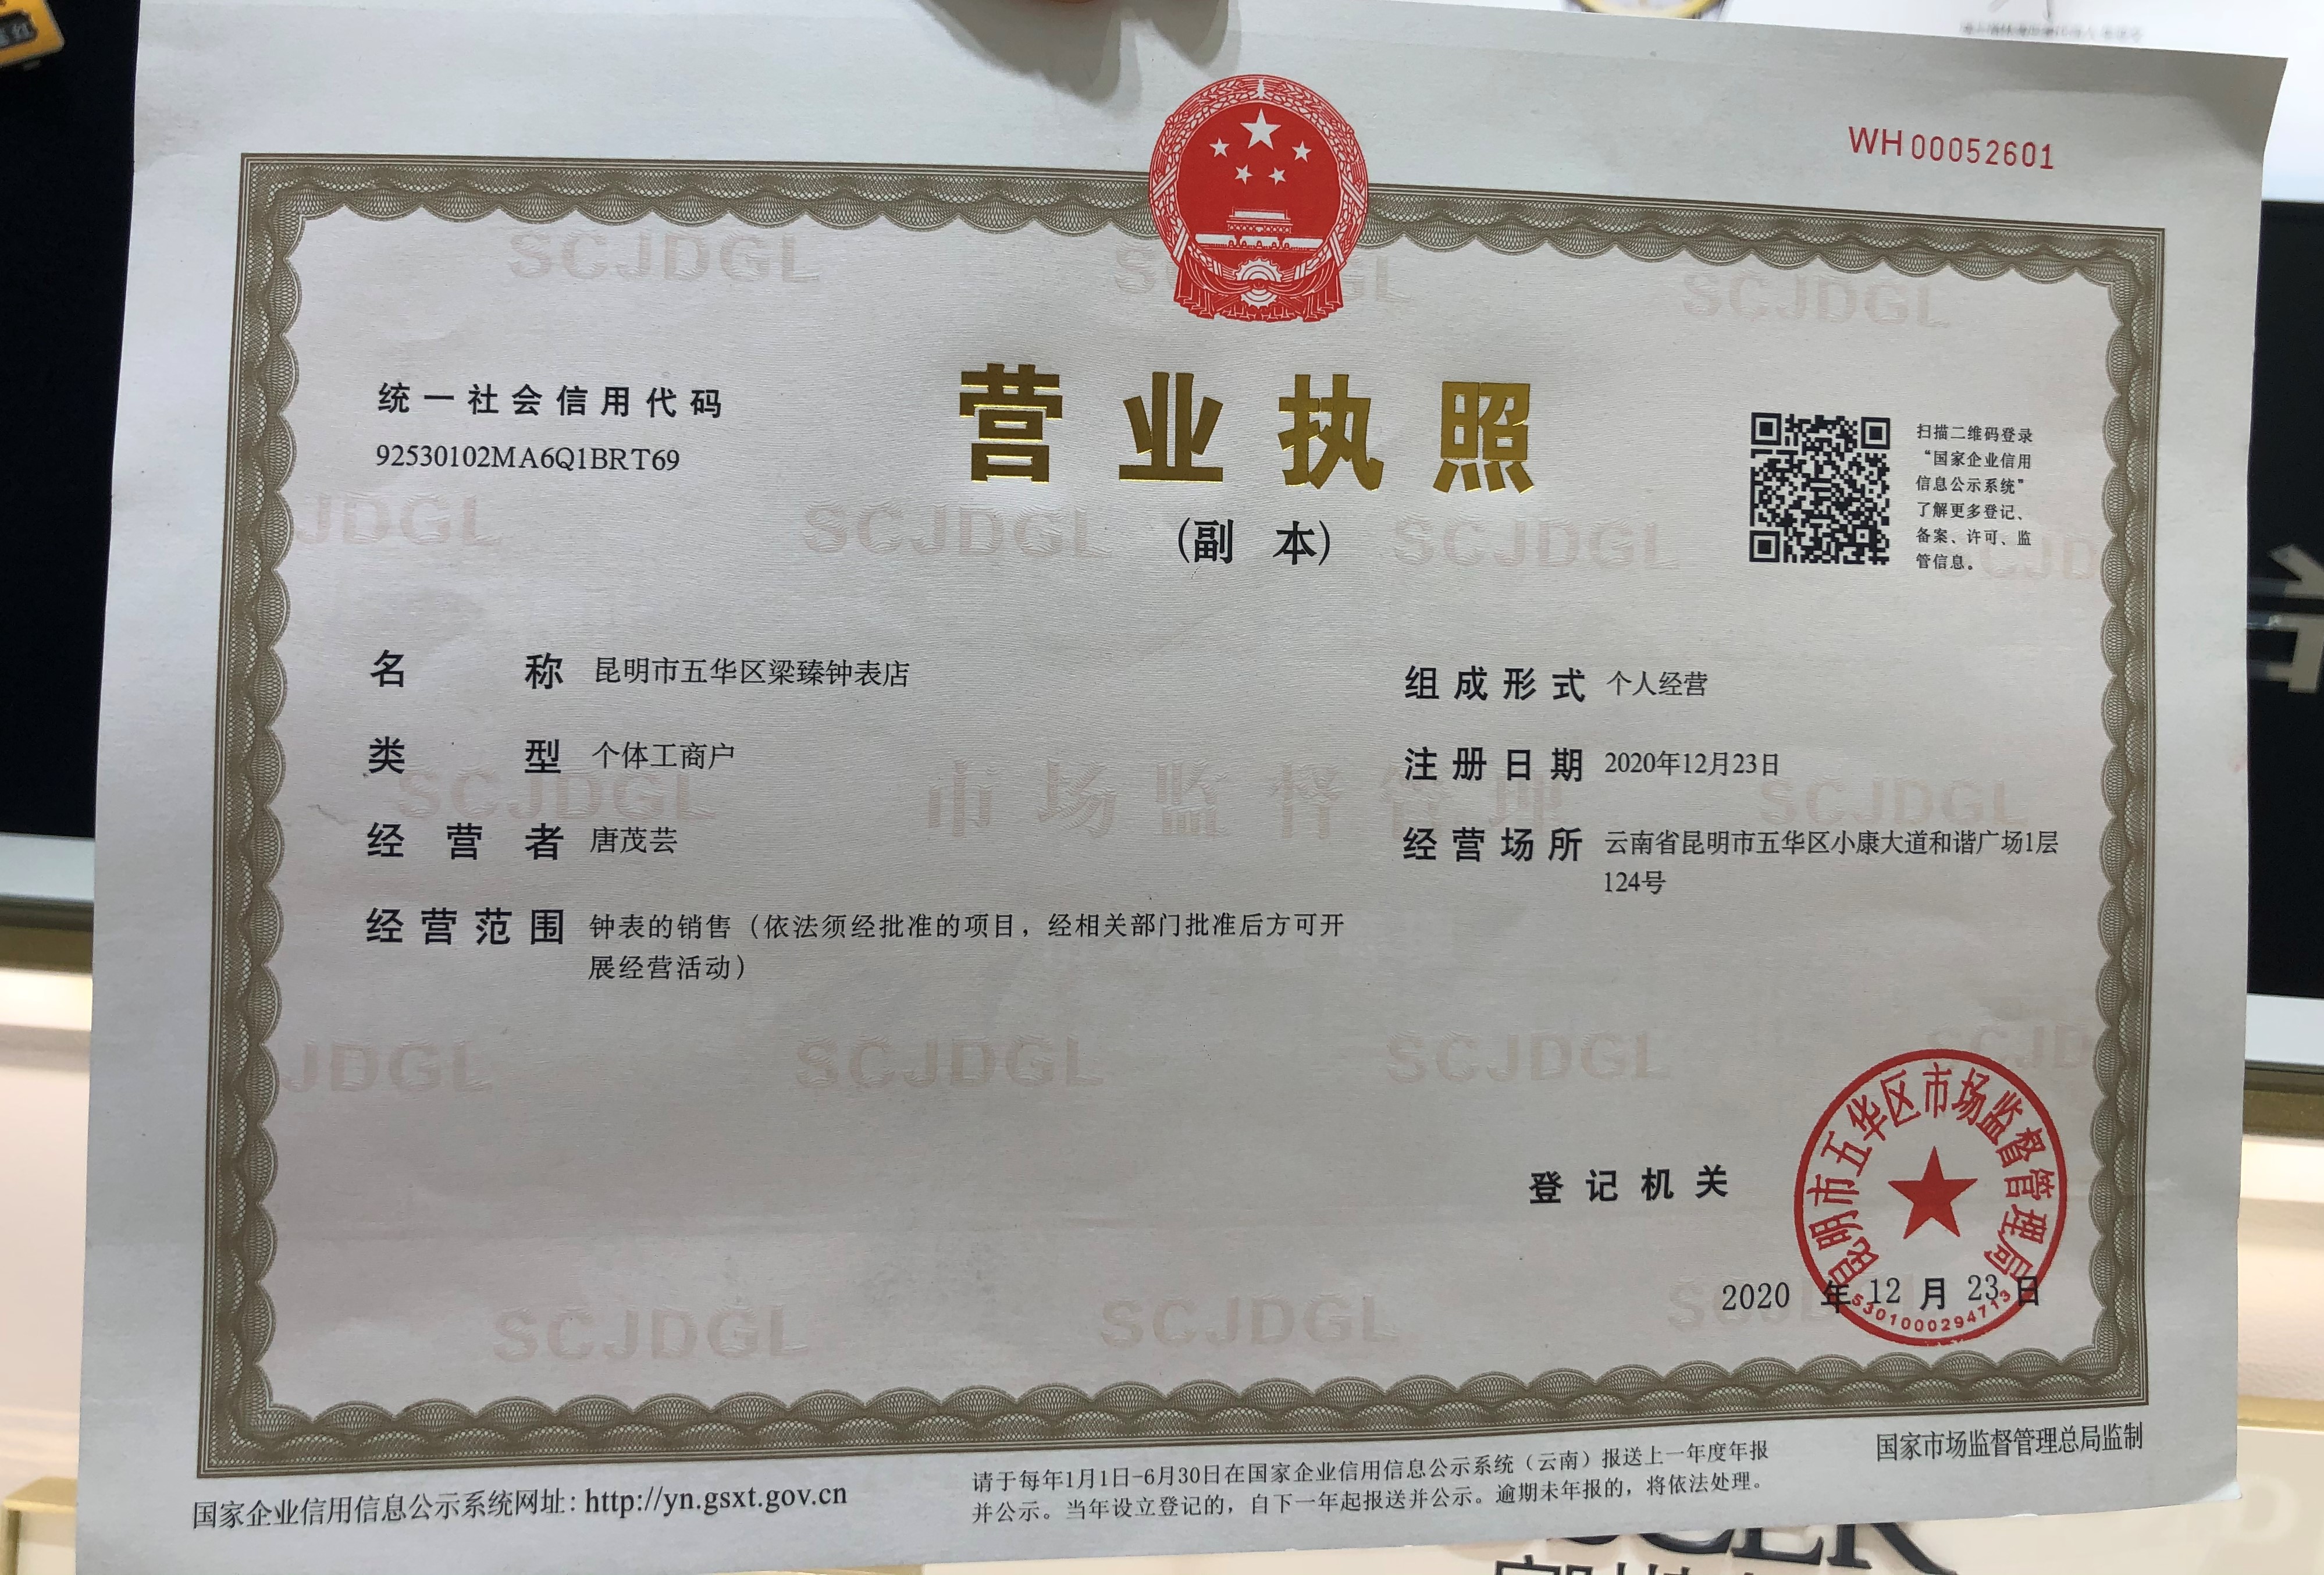 WH00052601
统一社会信用代码
92530102MA6Q1BRT69
营业执照
(副 本)
扫描二维码登录
“国家企业信用
信息公示系统”
了解更多登记、
备案、许可、监
管信息。
名 称 昆明市五华区梁臻钟表店
类 型 个体工商户
经 营 者 唐茂芸
经 营 范 围 钟表的销售（依法须经批准的项目，经相关部门批准后方可开
展经营活动）
组成形式 个人经营
注册日期 2020年12月23日
经营场所 云南省昆明市五华区小康大道和谐广场1层
124号
市场监督管理
SCJDGL
登记机关
昆明市五华区市场监督管理局
5301000294713
2020 年 12 月 23 日
国家企业信用信息公示系统网址：http://yn.gsxt.gov.cn
请于每年1月1日-6月30日在国家企业信用信息公示系统（云南）报送上一年度年报
并公示。当年设立登记的，自下一年起报送并公示。逾期未年报的，将依法处理。
国家市场监督管理总局监制